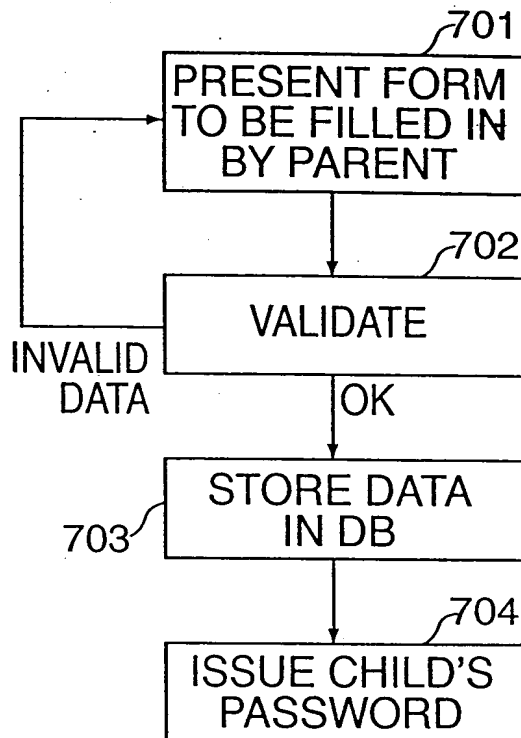 701
PRESENT FORM
TO BE FILLED IN
BY PARENT
702
VALIDATE
INVALID
DATA
OK
STORE DATA
IN DB
703
704
ISSUE CHILD'S
PASSWORD